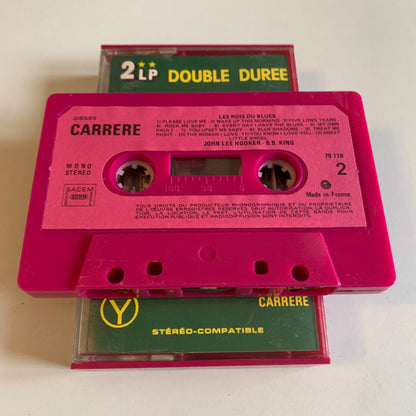 2 LP DOUBLE DUREE
DISQUES
CARRERE
MONO
STEREO
SACEM
SDRM
LES ROIS DU BLUES
1) PLEASE LOVE ME 2) WAKE UP THIS MORNING 3) FIVE LONG YEARS
4) ROCK ME BABY 5) EVERY DAY I HAVE THE BLUES 6) MY OWN
FAULT 7) YOU UPSET ME BABY 8) BLUE SHADOWS 9) TREAT ME
RIGHT 10) THE WOMAN I LOVE 11) YOU KNOW I LOVE YOU 12) SWEET
LITTLE ANGEL
JOHN LEE HOOKER - B.B. KING
70 110
2
Made in France
100 50 0
TOUS DROITS DU PRODUCTEUR PHONOGRAPHIQUE ET DU PROPRIETAIRE
DE L'ŒUVRE ENREGISTREE RESERVES. SAUF AUTORISATION, LA DUPLICA-
TION, LA LOCATION, LE PRET, L'UTILISATION DE CETTE BANDE POUR
EXECUTION PUBLIQUE ET RADIODIFFUSION SONT INTERDITE.
Y
CARRERE
STÉRÉO-COMPATIBLE